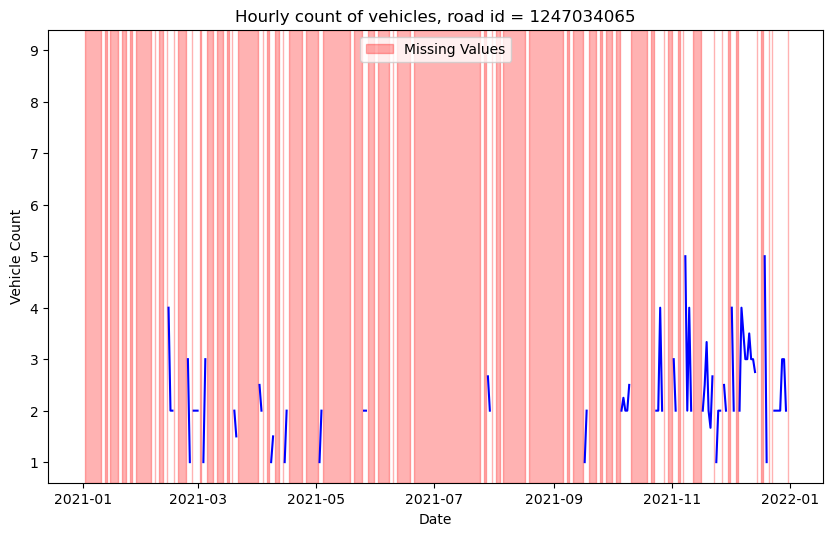 Hourly count of vehicles, road id = 1247034065
Missing Values
9
8
7
6
5
4
3
2
1
Vehicle Count
2021-01 2021-03 2021-05 2021-07 2021-09 2021-11 2022-01
Date